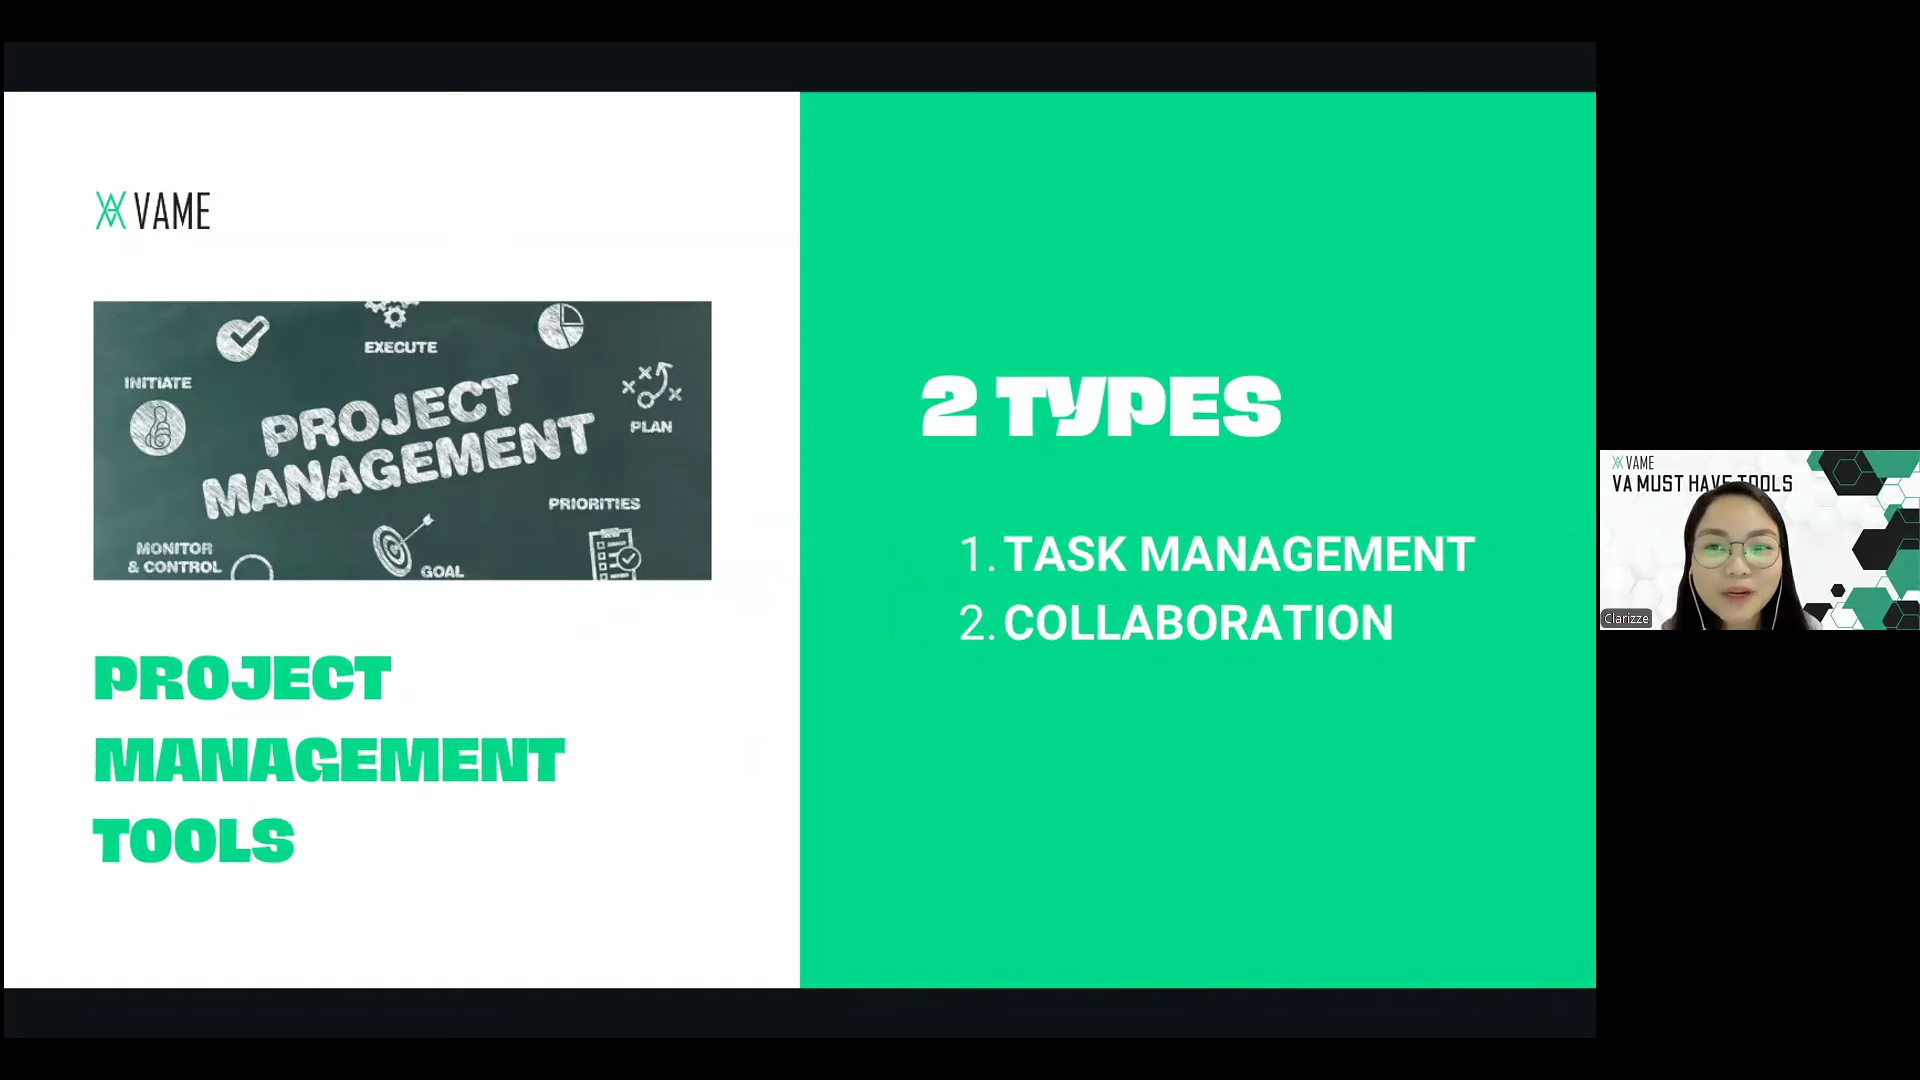 VAME
EXECUTE
INITIATE
PROJECT
MANAGEMENT
PLAN
PRIORITIES
MONITOR
& CONTROL
GOAL
PROJECT
MANAGEMENT
TOOLS
2 TYPES
1. TASK MANAGEMENT
2. COLLABORATION
VAME
VA MUST HAVE TOOLS
Clarizze